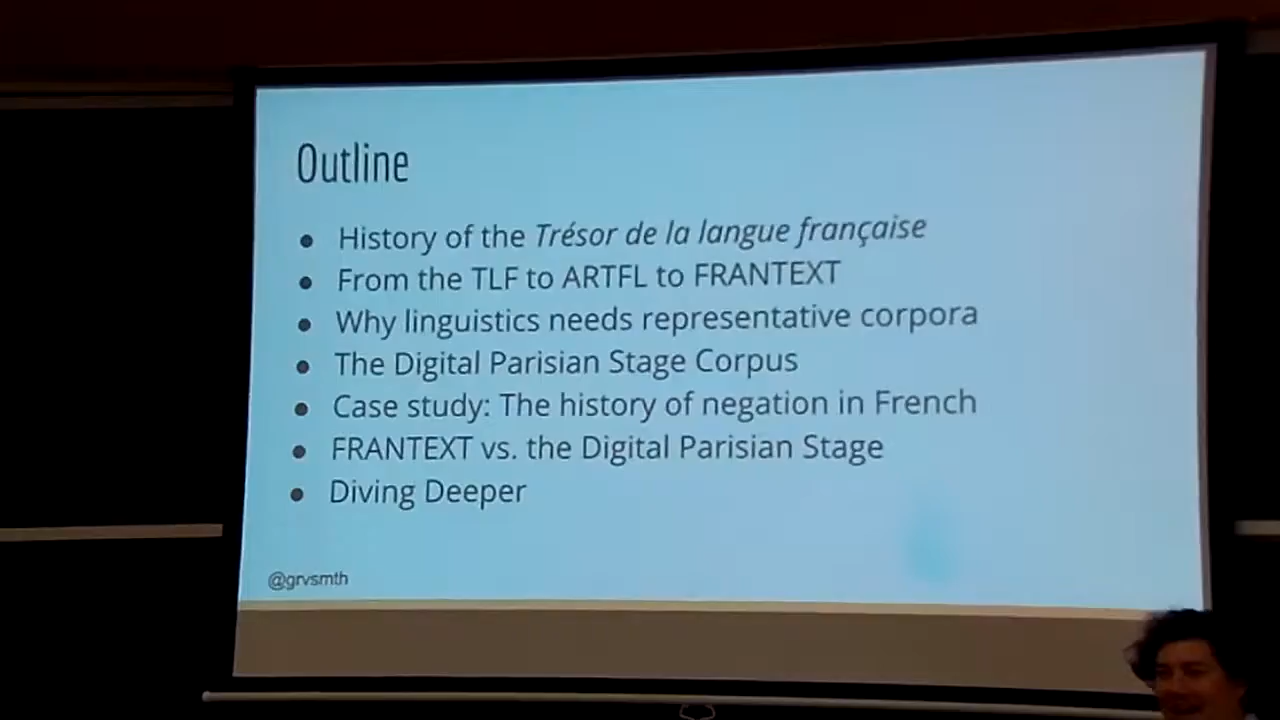 Outline
● History of the Trésor de la langue française
● From the TLF to ARTFL to FRANTEXT
● Why linguistics needs representative corpora
● The Digital Parisian Stage Corpus
● Case study: The history of negation in French
● FRANTEXT vs. the Digital Parisian Stage
● Diving Deeper
@grvsmth